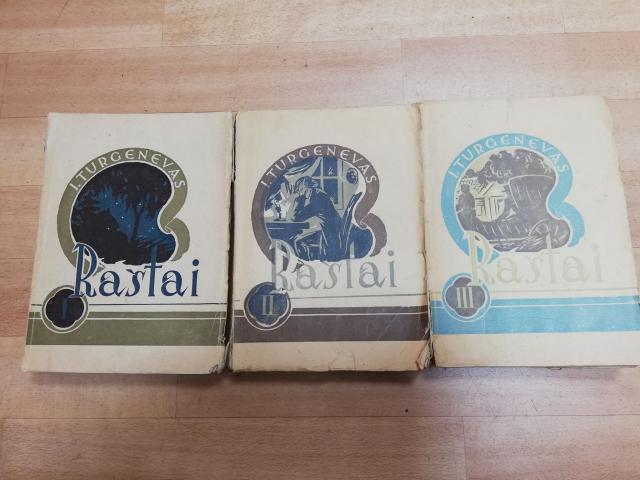 I. TURGENEVAS
Rastai
I
I. TURGENEVAS
Rastai
II
I. TURGENEVAS
Rastai
III